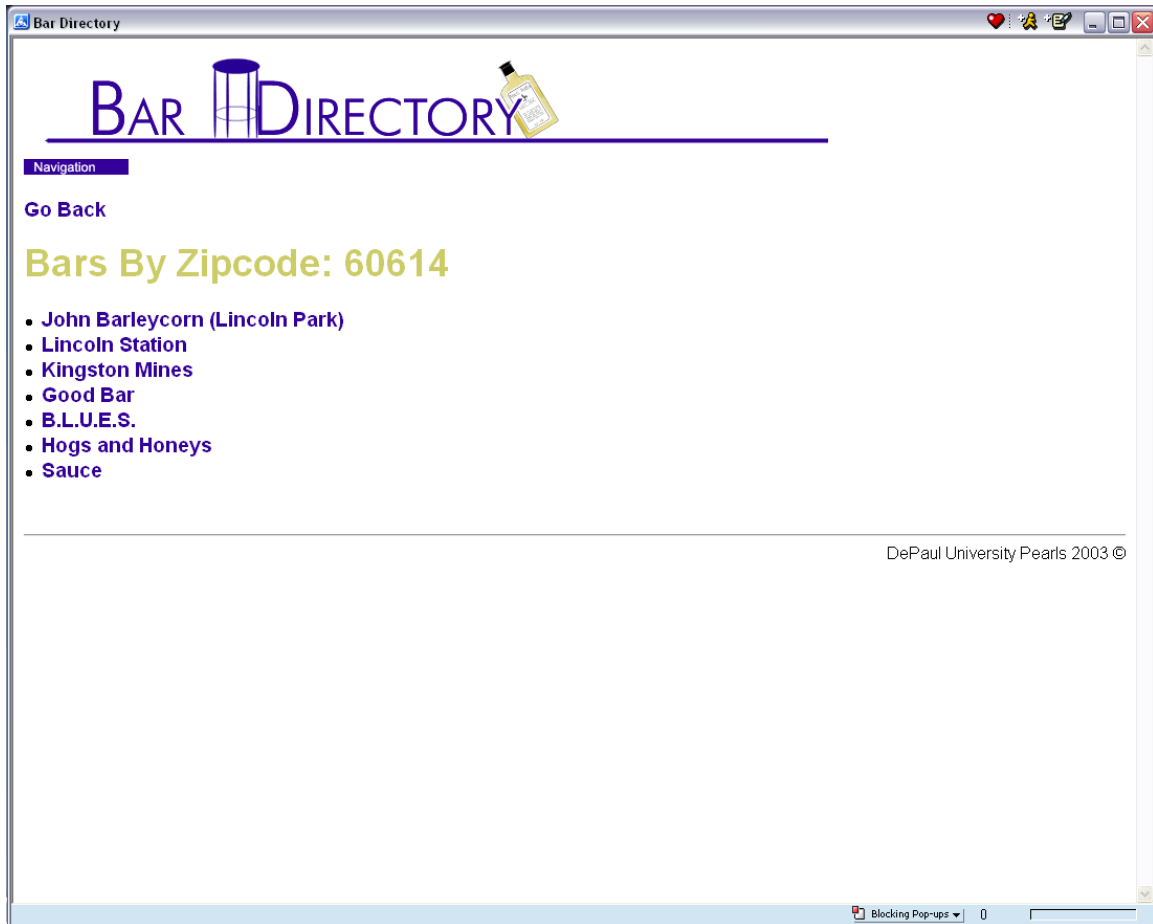 Bar Directory
BAR DIRECTORY
Navigation
Go Back
Bars By Zipcode: 60614
John Barleycorn (Lincoln Park)
Lincoln Station
Kingston Mines
Good Bar
B.L.U.E.S.
Hogs and Honeys
Sauce
DePaul University Pearls 2003 ©
Blocking Pop-ups 0